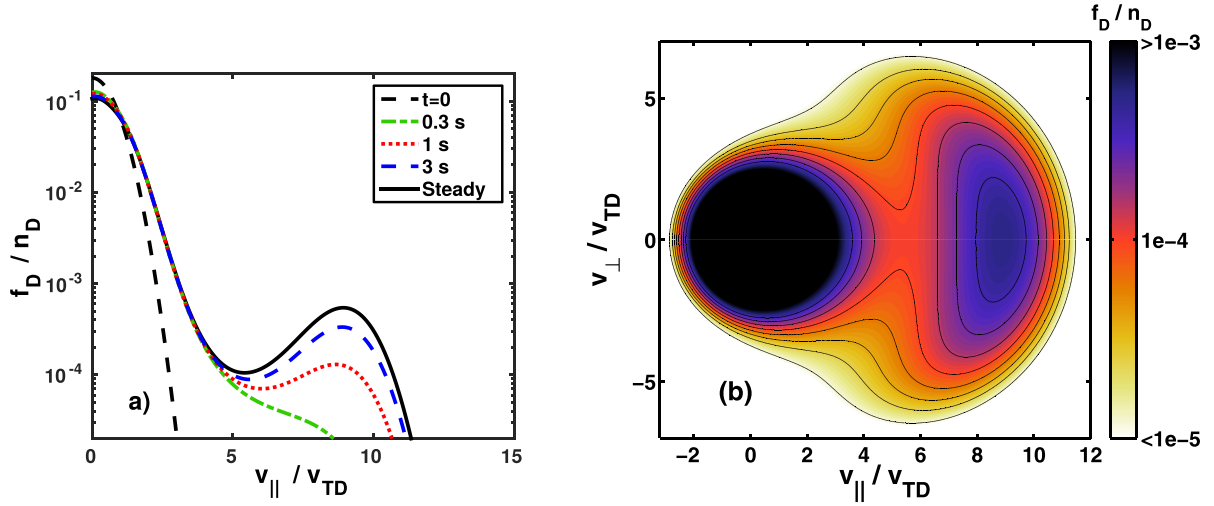 f_D / n_D
10^-1
10^-2
10^-3
10^-4
t=0
0.3 s
1 s
3 s
Steady
a)
0 5 10 15
v_|| / v_TD
v_⊥ / v_TD
5
0
−5
(b)
−2 0 2 4 6 8 10 12
v_|| / v_TD
f_D / n_D
>1e−3
1e−4
<1e−5